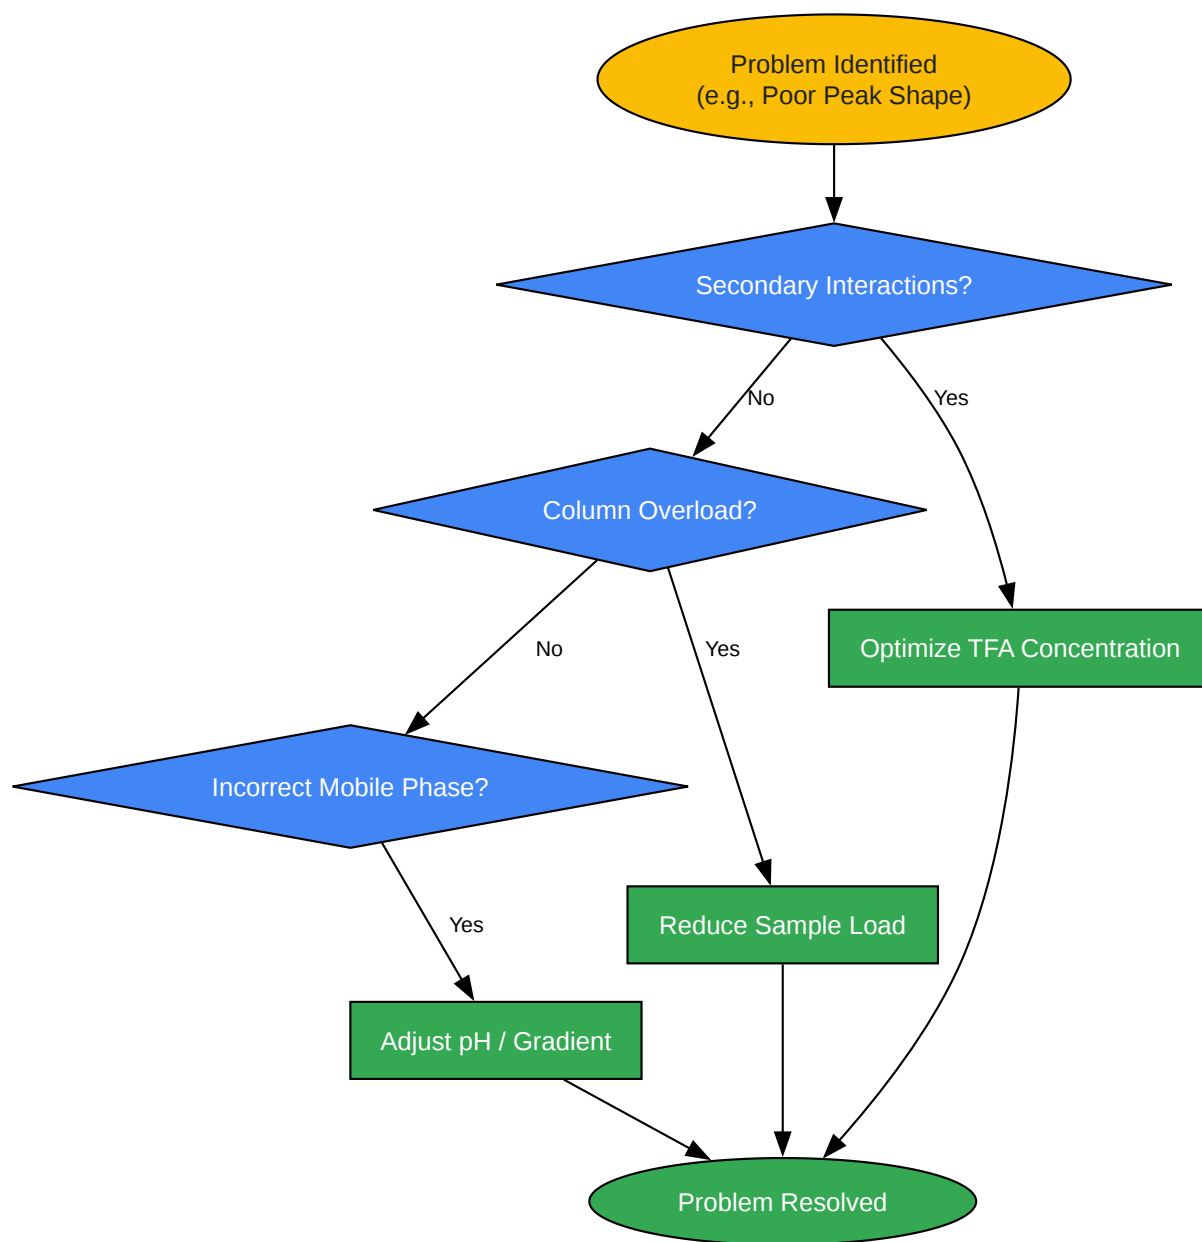 Problem Identified
(e.g., Poor Peak Shape)
Secondary Interactions?
No
Yes
Column Overload?
No
Yes
Optimize TFA Concentration
Incorrect Mobile Phase?
Yes
Reduce Sample Load
Adjust pH / Gradient
Problem Resolved